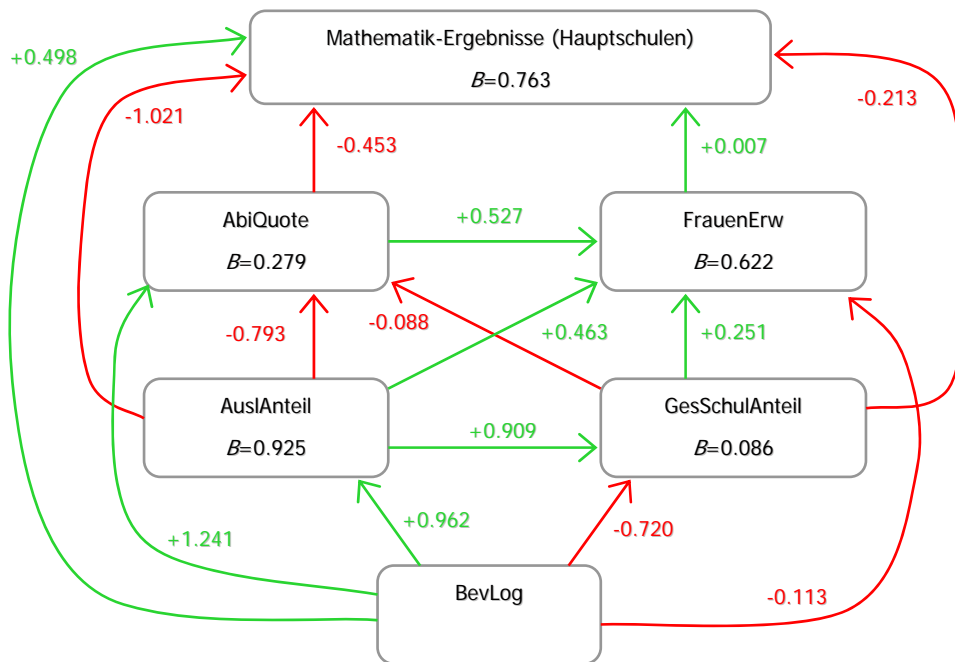 +0.498
Mathematik-Ergebnisse (Hauptschulen)
B=0.763
-1.021
-0.213
-0.453
+0.007
AbiQuote
B=0.279
+0.527
FrauenErw
B=0.622
-0.793
-0.088
+0.463
+0.251
AuslAnteil
B=0.925
+0.909
GesSchulAnteil
B=0.086
+1.241
+0.962
-0.720
BevLog
-0.113